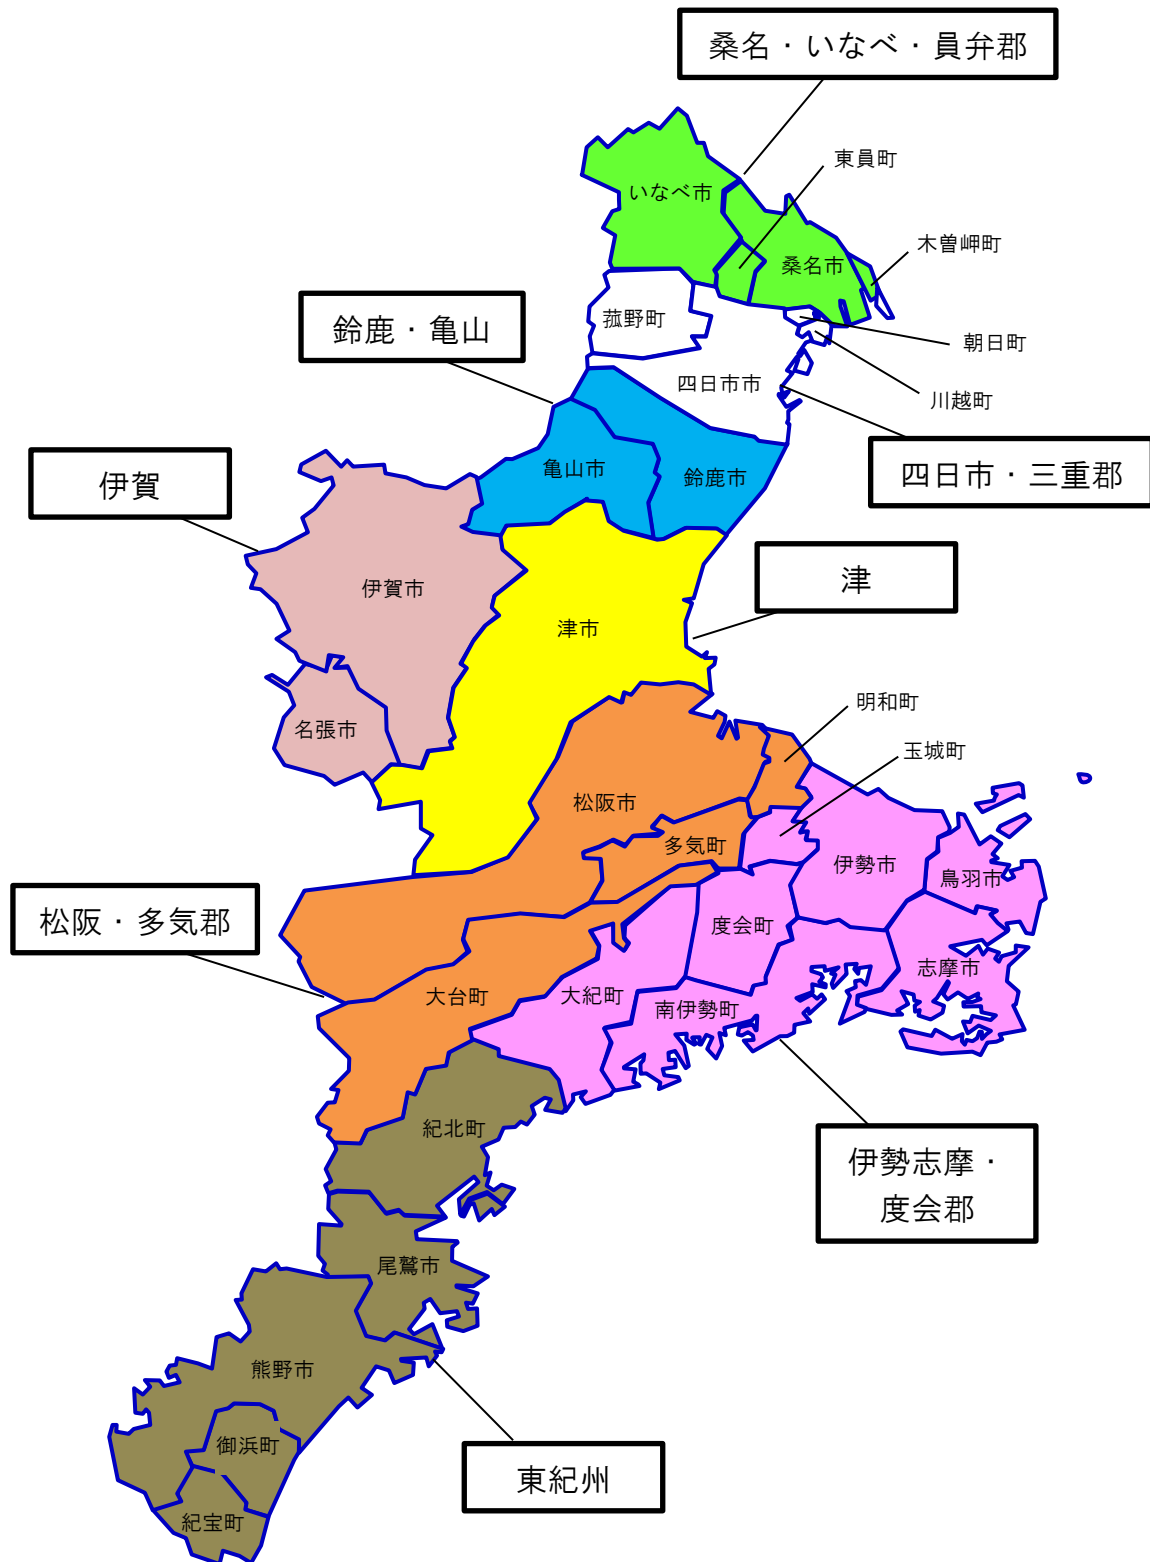 桑名・いなべ・員弁郡
東員町
いなべ市
木曽岬町
桑名市
鈴鹿・亀山
菰野町
朝日町
四日市市
川越町
伊賀
亀山市
鈴鹿市
四日市・三重郡
津
伊賀市
津市
明和町
名張市
玉城町
松阪市
多気町
伊勢市
鳥羽市
松阪・多気郡
度会町
志摩市
大台町
大紀町
南伊勢町
紀北町
伊勢志摩・
度会郡
尾鷲市
熊野市
御浜町
東紀州
紀宝町